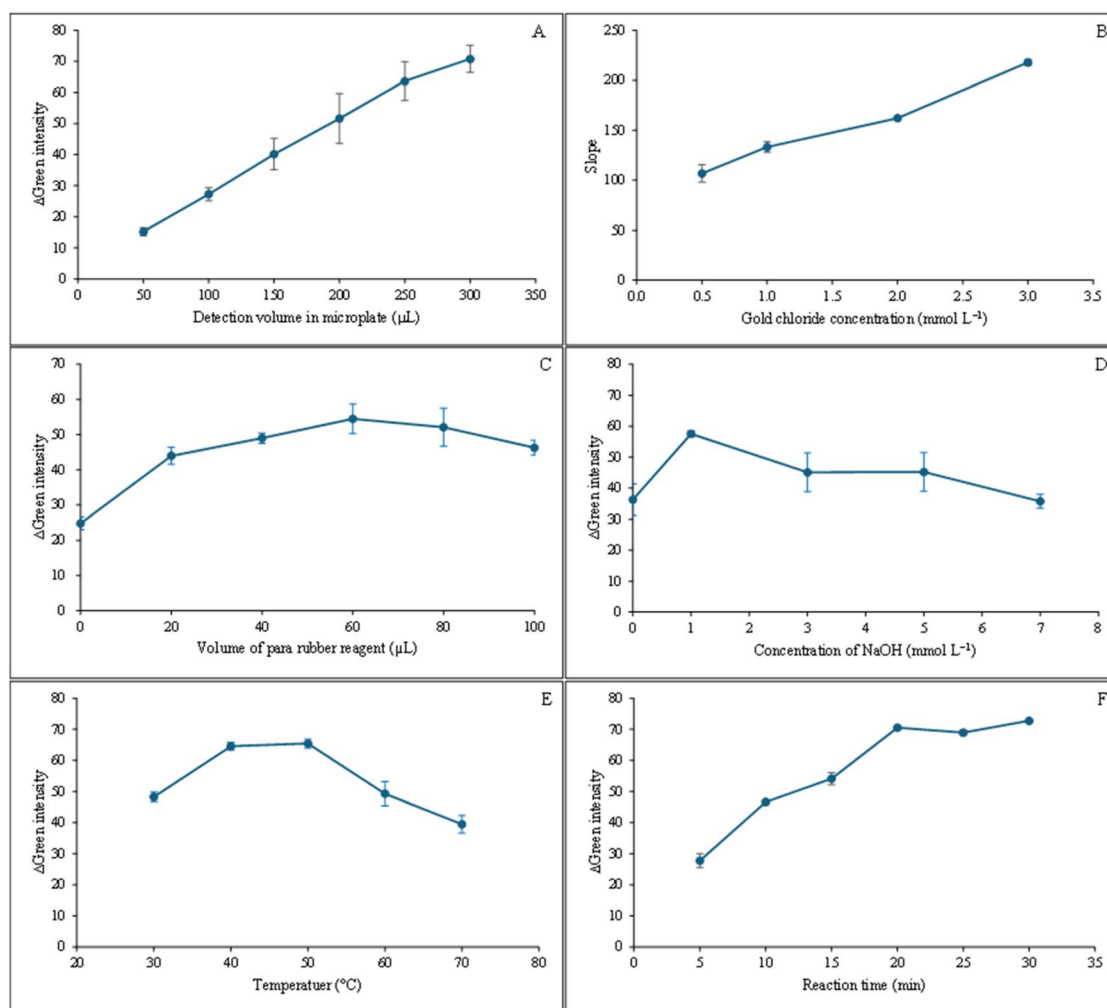 A
80
70
60
50
40
30
20
10
0
ΔGreen intensity
0 50 100 150 200 250 300 350
Detection volume in microplate (μL)
B
250
200
150
100
50
0
Slope
0.0 0.5 1.0 1.5 2.0 2.5 3.0 3.5
Gold chloride concentration (mmol L⁻¹)
C
70
60
50
40
30
20
10
0
ΔGreen intensity
0 20 40 60 80 100
Volume of para rubber reagent (μL)
D
80
70
60
50
40
30
20
10
0
ΔGreen intensity
0 1 2 3 4 5 6 7 8
Concentration of NaOH (mmol L⁻¹)
E
80
70
60
50
40
30
20
10
0
ΔGreen intensity
20 30 40 50 60 70 80
Temperatuer (°C)
F
80
70
60
50
40
30
20
10
0
ΔGreen intensity
0 5 10 15 20 25 30 35
Reaction time (min)